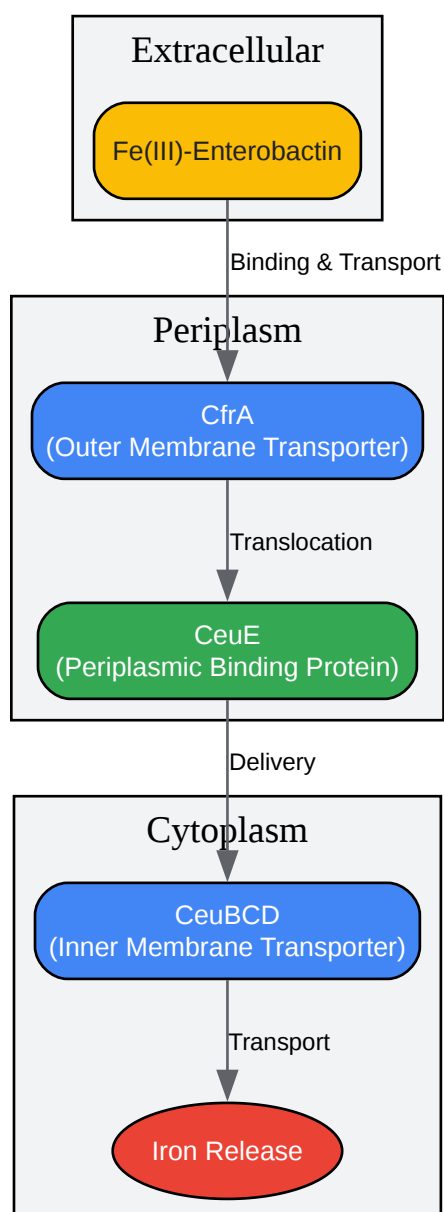 Extracellular
Fe(III)-Enterobactin
Binding & Transport
Periplasm
CfrA
(Outer Membrane Transporter)
Translocation
CeuE
(Periplasmic Binding Protein)
Delivery
Cytoplasm
CeuBCD
(Inner Membrane Transporter)
Transport
Iron Release